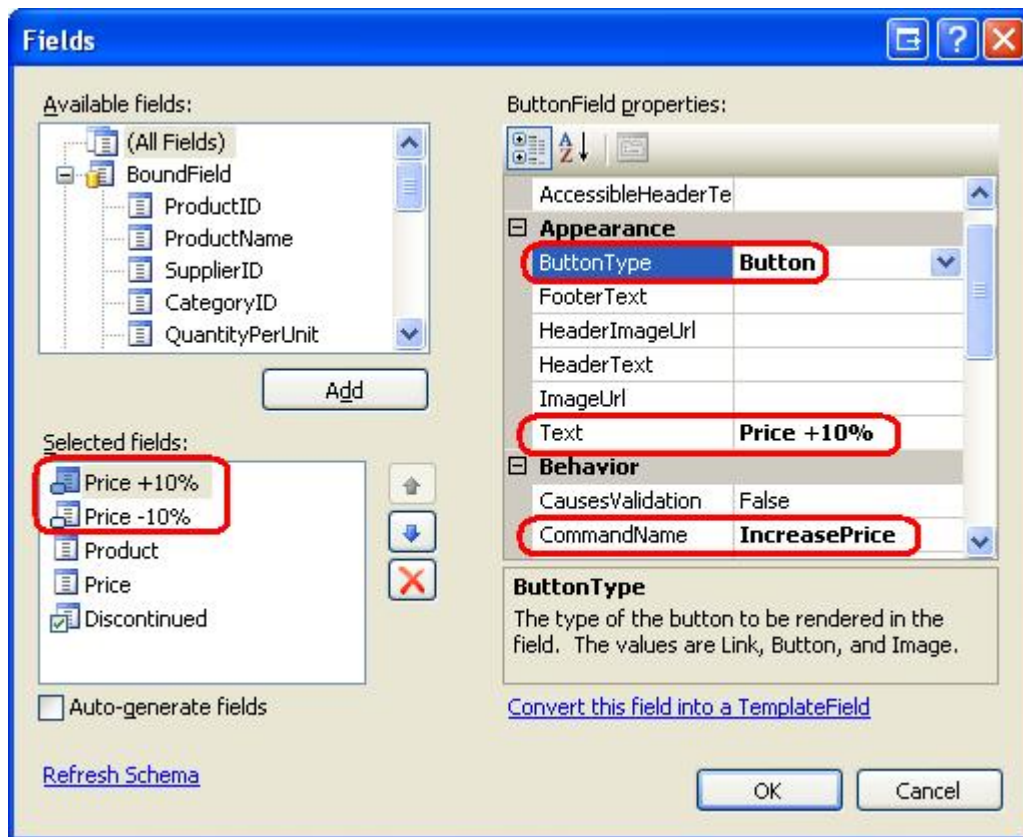 Fields
Available fields:
(All Fields)
BoundField
ProductID
ProductName
SupplierID
CategoryID
QuantityPerUnit
Add
Selected fields:
Price +10%
Price -10%
Product
Price
Discontinued
Auto-generate fields
Refresh Schema
ButtonField properties:
AccessibleHeaderTe
Appearance
ButtonType Button
FooterText
HeaderImageUrl
HeaderText
ImageUrl
Text Price +10%
Behavior
CausesValidation False
CommandName IncreasePrice
ButtonType
The type of the button to be rendered in the
field. The values are Link, Button, and Image.
Convert this field into a TemplateField
OK Cancel